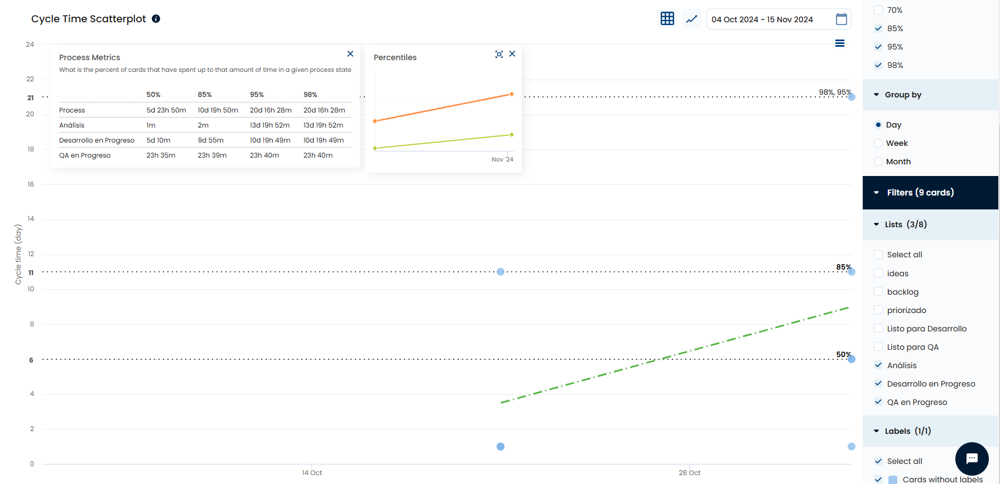 Cycle Time Scatterplot
04 Oct 2024 - 15 Nov 2024
Process Metrics
What is the percent of cards that have spent up to that amount of time in a given process state
50% 85% 95% 98%
Process 5d 23h 50m 10d 19h 50m 20d 16h 28m 20d 16h 28m
Análisis 1m 2m 13d 19h 52m 13d 19h 52m
Desarrollo en Progreso 5d 10m 9d 55m 10d 19h 49m 10d 19h 49m
QA en Progreso 23h 35m 23h 39m 23h 40m 23h 40m
Percentiles
Nov '24
Cycle time (day)
24
22
21
20
18
16
14
12
11
10
8
6
4
2
0
98%, 95%
85%
50%
14 Oct
28 Oct
70%
85%
95%
98%
Group by
Day
Week
Month
Filters (9 cards)
Lists (3/8)
Select all
ideas
backlog
priorizado
Listo para Desarrollo
Listo para QA
Análisis
Desarrollo en Progreso
QA en Progreso
Labels (1/1)
Select all
Cards without labels